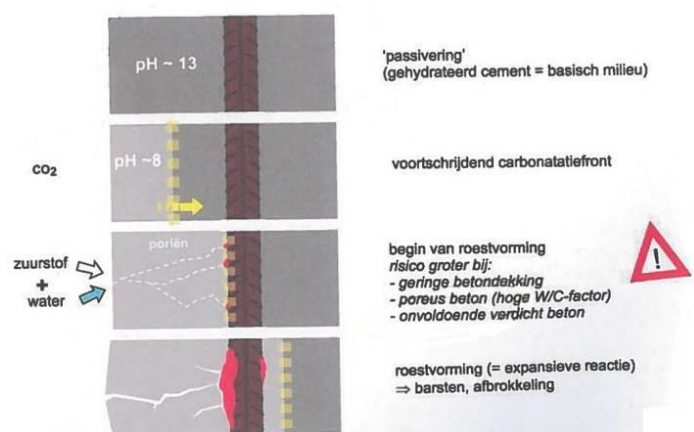 pH ~ 13
'passivering'
(gehydrateerd cement = basisch milieu)
co₂
pH ~8
voortschrijdend carbonatatiefront
poriën
zuurstof
+
water
begin van roestvorming
risico groter bij:
- geringe betondekking
- poreus beton (hoge W/C-factor)
- onvoldoende verdicht beton
!
roestvorming (= expansieve reactie)
⇒ barsten, afbrokkeling